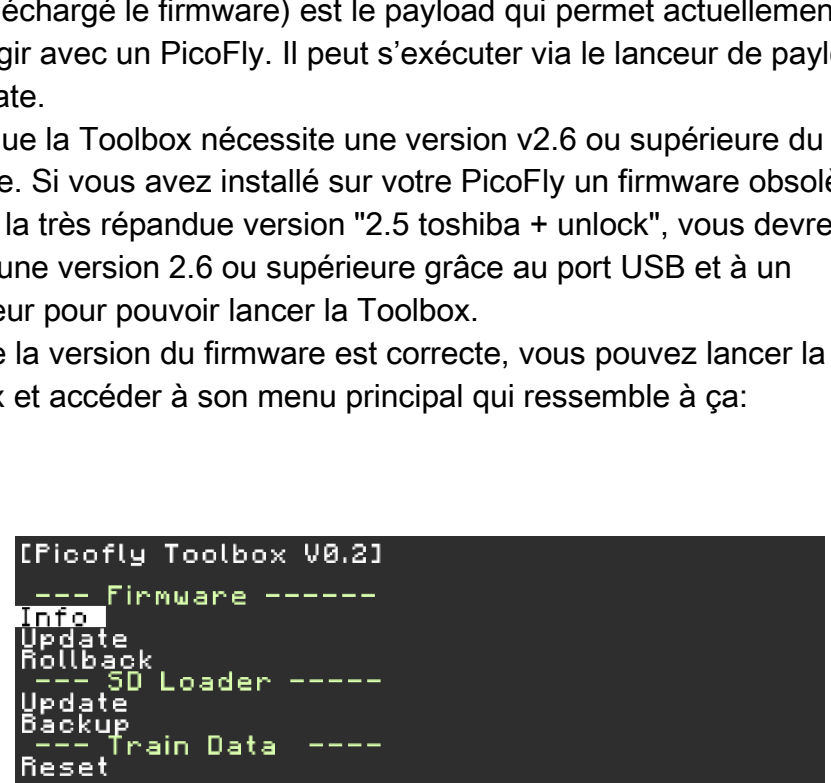 échargé le firmware) est le payload qui permet actuellemen
gir avec un PicoFly. Il peut s’exécuter via le lanceur de paylo
ate.
ue la Toolbox nécessite une version v2.6 ou supérieure du
e. Si vous avez installé sur votre PicoFly un firmware obsolè
la très répandue version "2.5 toshiba + unlock", vous devre
une version 2.6 ou supérieure grâce au port USB et à un
eur pour pouvoir lancer la Toolbox.
e la version du firmware est correcte, vous pouvez lancer la
x et accéder à son menu principal qui ressemble à ça:
[Picofly Toolbox V0.2]
--- Firmware ------
Info
Update
Rollback
--- SD Loader -----
Update
Backup
--- Train Data ----
Reset